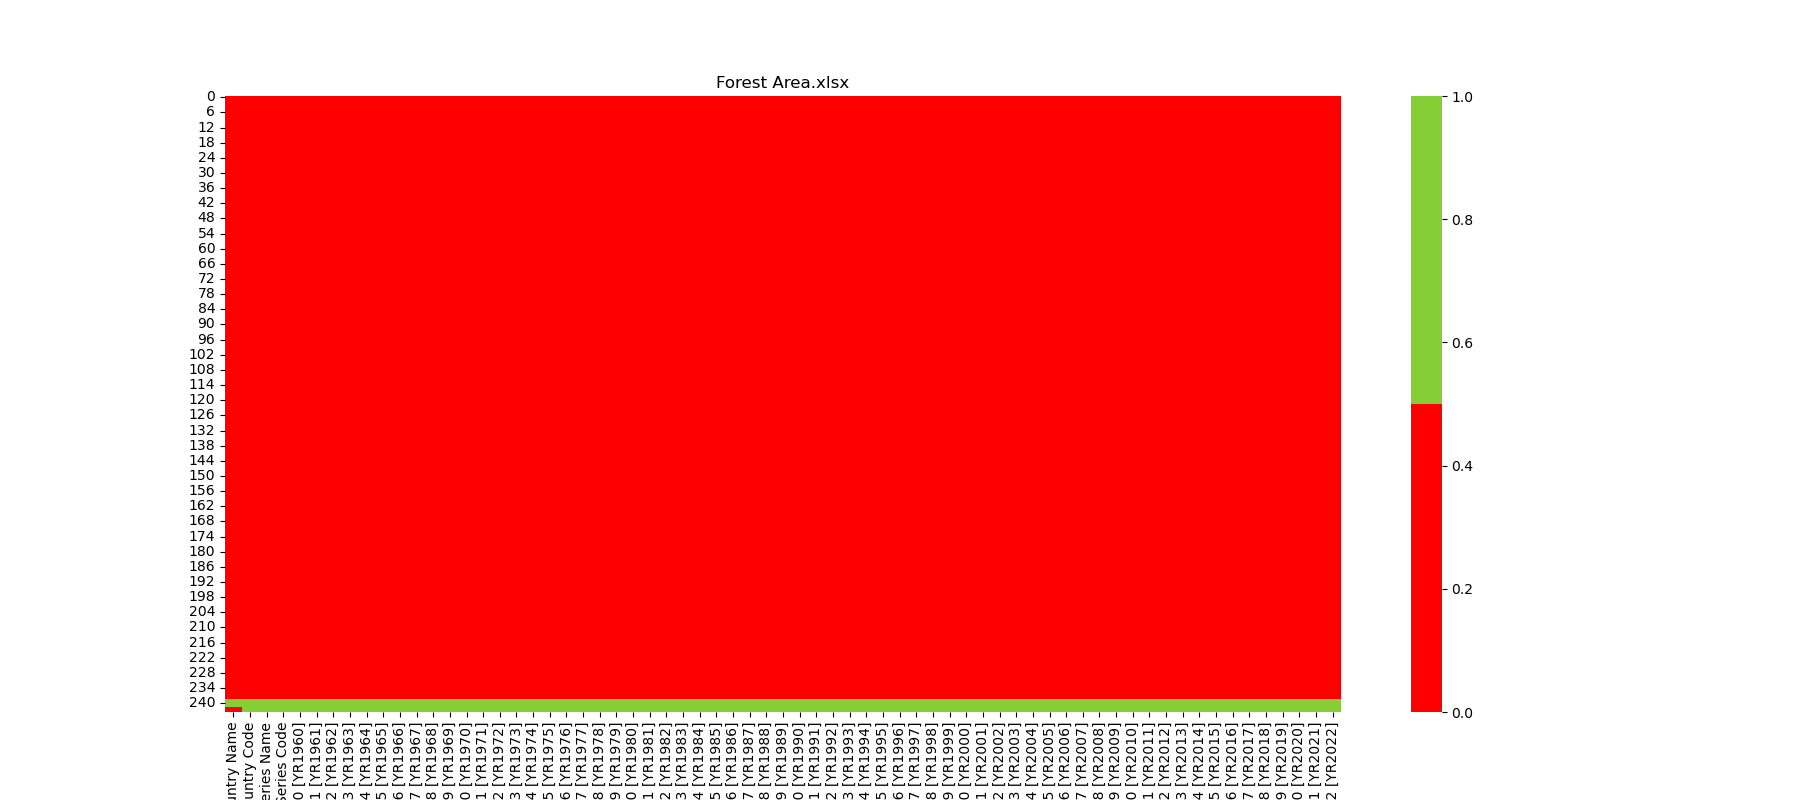 Forest Area.xlsx
0
6
12
18
24
30
36
42
48
54
60
66
72
78
84
90
96
102
108
114
120
126
132
138
144
150
156
162
168
174
180
186
192
198
204
210
216
222
228
234
240
untry Name
untry Code
eries Name
Series Code
0 [YR1960]
1 [YR1961]
2 [YR1962]
3 [YR1963]
4 [YR1964]
5 [YR1965]
6 [YR1966]
7 [YR1967]
8 [YR1968]
9 [YR1969]
0 [YR1970]
1 [YR1971]
2 [YR1972]
3 [YR1973]
4 [YR1974]
5 [YR1975]
6 [YR1976]
7 [YR1977]
8 [YR1978]
9 [YR1979]
0 [YR1980]
1 [YR1981]
2 [YR1982]
3 [YR1983]
4 [YR1984]
5 [YR1985]
6 [YR1986]
7 [YR1987]
8 [YR1988]
9 [YR1989]
0 [YR1990]
1 [YR1991]
2 [YR1992]
3 [YR1993]
4 [YR1994]
5 [YR1995]
6 [YR1996]
7 [YR1997]
8 [YR1998]
9 [YR1999]
0 [YR2000]
1 [YR2001]
2 [YR2002]
3 [YR2003]
4 [YR2004]
5 [YR2005]
6 [YR2006]
7 [YR2007]
8 [YR2008]
9 [YR2009]
0 [YR2010]
1 [YR2011]
2 [YR2012]
3 [YR2013]
4 [YR2014]
5 [YR2015]
6 [YR2016]
7 [YR2017]
8 [YR2018]
9 [YR2019]
0 [YR2020]
1 [YR2021]
2 [YR2022]
1.0
0.8
0.6
0.4
0.2
0.0